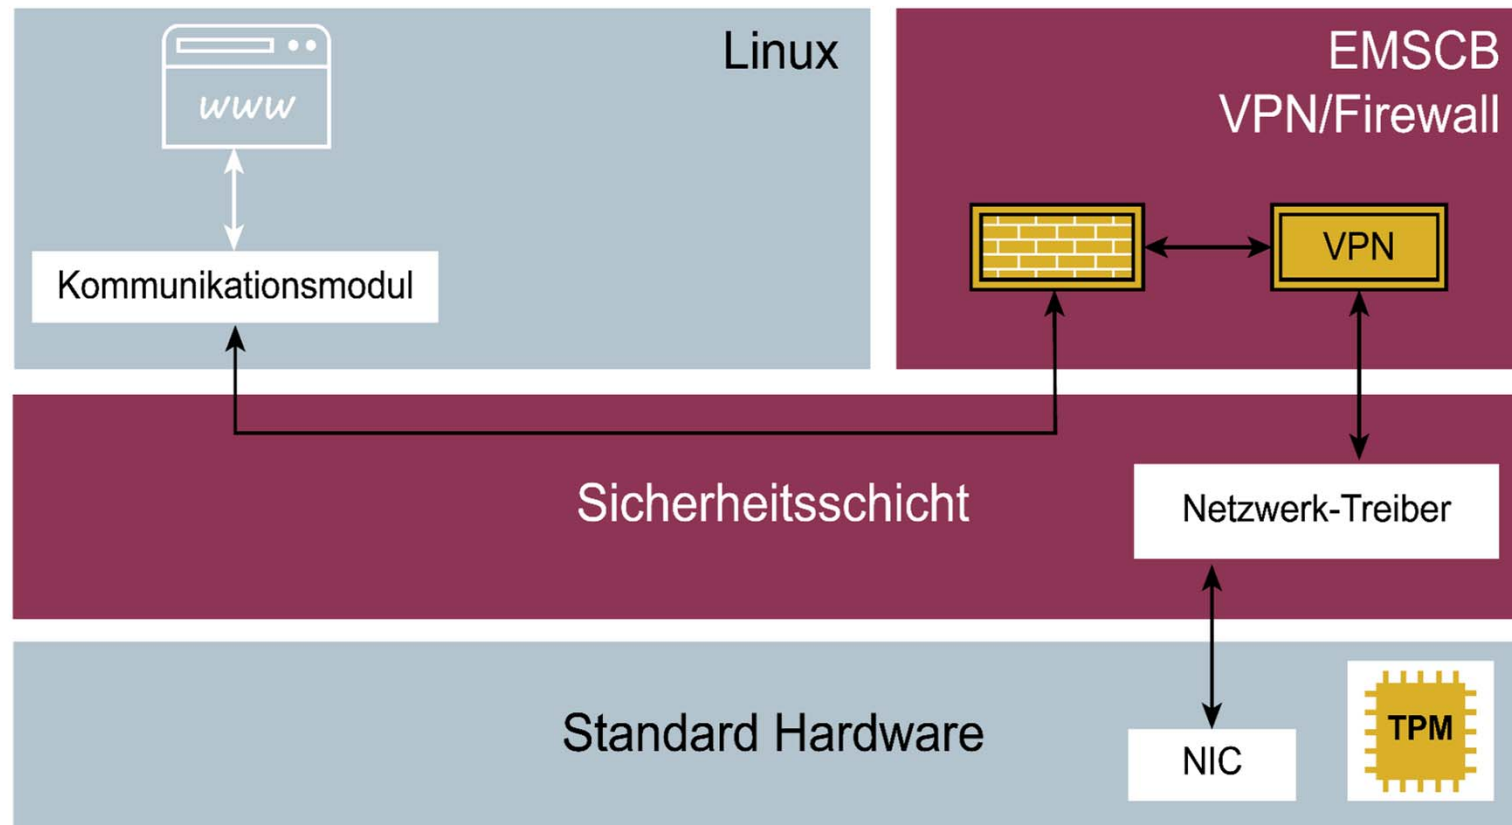 www
Linux
Kommunikationsmodul
EMSCB
VPN/Firewall
VPN
Sicherheitsschicht
Netzwerk-Treiber
Standard Hardware
NIC
TPM